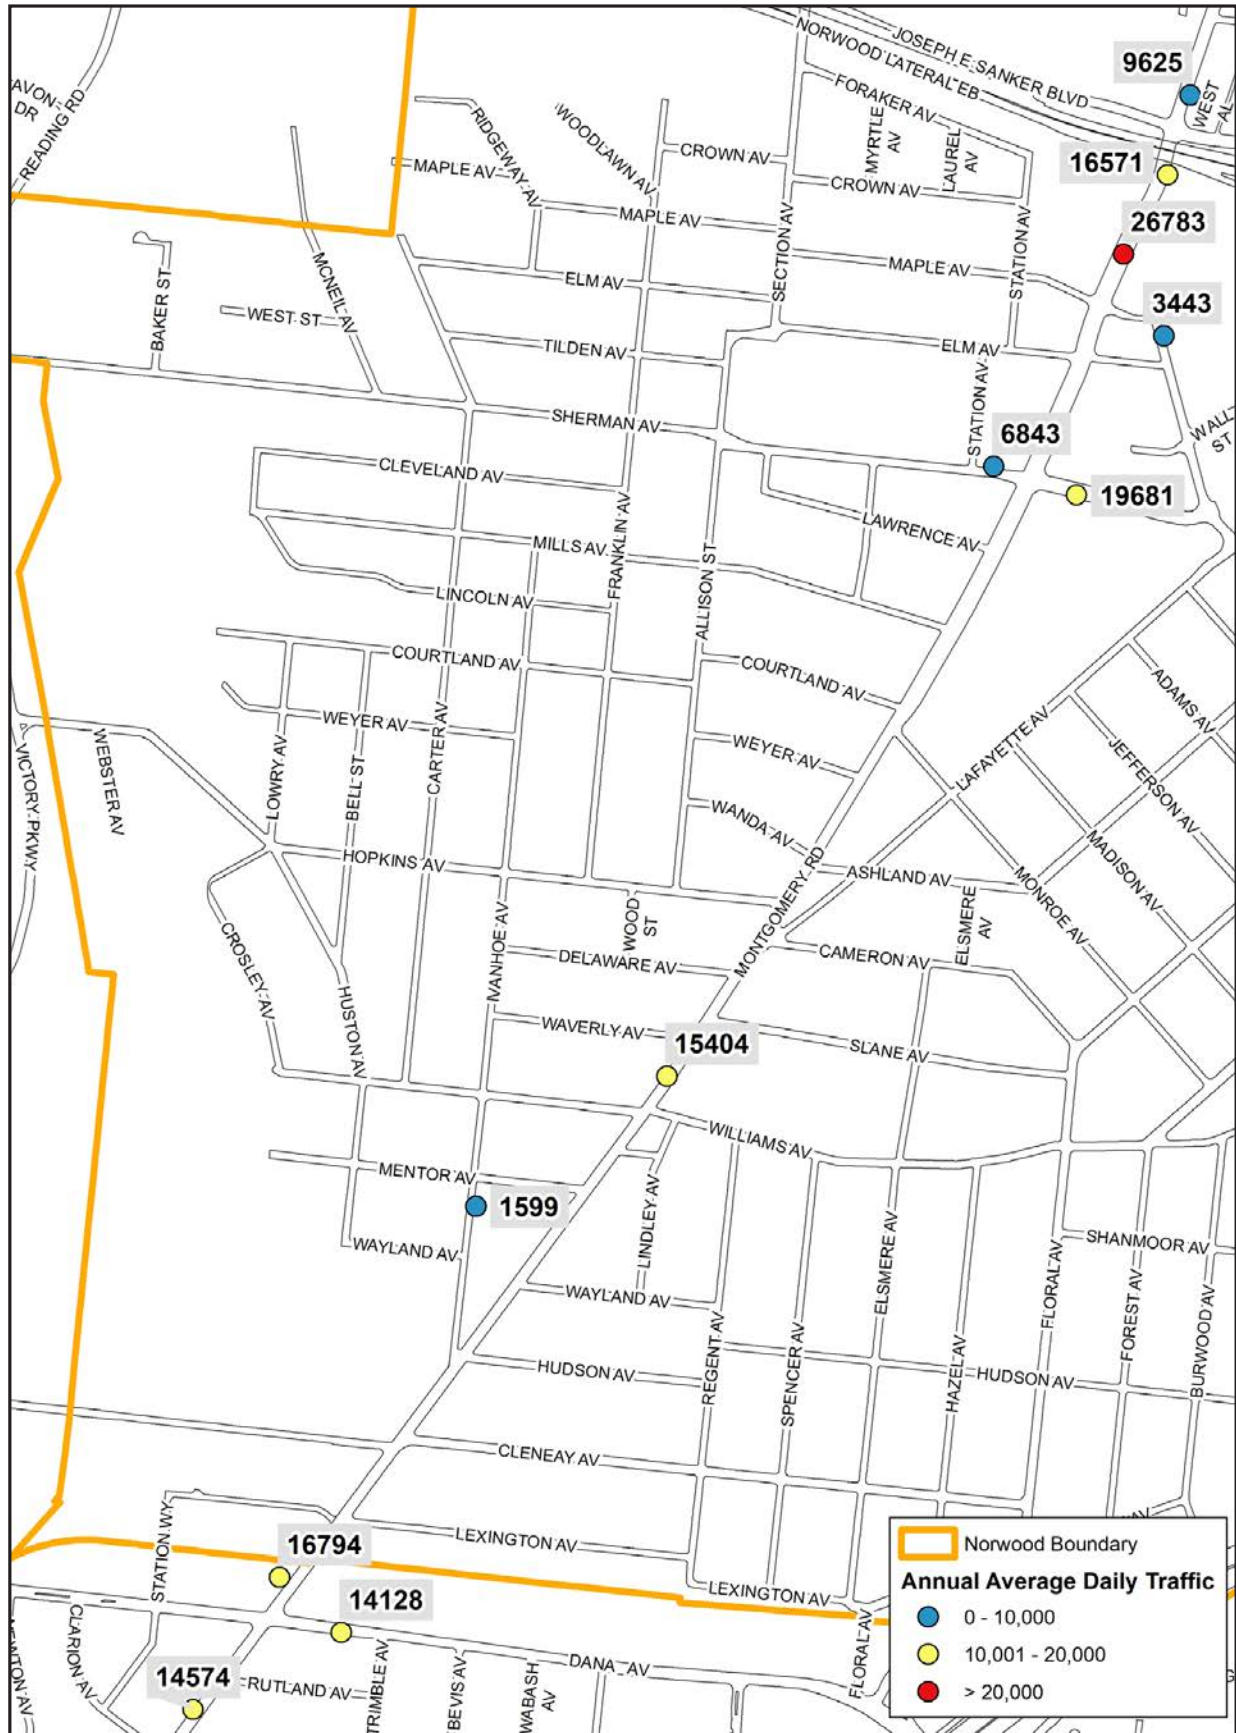 JOSEPH E SANKER BLVD
NORWOOD LATERAL EB
9625
WEST
AL
AVON
DR
READING RD
FORAKER AV
RIDGEWAY AV
WOODLAWN AV
MYRTLE
AV
LAUREL
AV
CROWN AV
16571
MAPLE AV
CROWN AV
MAPLE AV
26783
SECTION AV
STATION AV
MCNEIL AV
MAPLE AV
ELM AV
BAKER ST
3443
WEST ST
TILDEN AV
ELM AV
STATION AV
SHERMAN AV
6843
WALL
ST
CLEVELAND AV
19681
FRANKLIN AV
LAWRENCE AV
MILLS AV
ALLISON ST
LINCOLN AV
COURTLAND AV
COURTLAND AV
ADAMS AV
WEYER AV
CARTER AV
LAFAYETTE AV
WEYER AV
JEFFERSON AV
VICTORY PKWY
WEBSTER AV
LOWRY AV
BELL ST
WANDA AV
MADISON AV
HOPKINS AV
MONTGOMERY RD
ASHLAND AV
MONROE AV
ELSMERE
AV
WOOD
ST
CROSLEY AV
IVANHOE AV
DELAWARE AV
CAMERON AV
HUSTON AV
WAVERLY AV
15404
SLANE AV
WILLIAMS AV
MENTOR AV
1599
LINDLEY AV
WAYLAND AV
SHANMOOR AV
ELSMERE AV
FLORAL AV
WAYLAND AV
FOREST AV
BURWOOD AV
REGENT AV
SPENCER AV
HAZEL AV
HUDSON AV
HUDSON AV
CLENEAY AV
STATION WY
16794
LEXINGTON AV
LEXINGTON AV
Norwood Boundary
Annual Average Daily Traffic
0 - 10,000
10,001 - 20,000
> 20,000
14128
CLARION AV
FLORAL AV
14574
RUTLAND AV
TRIMBLE AV
BEVIS AV
WABASH
AV
DANA AV